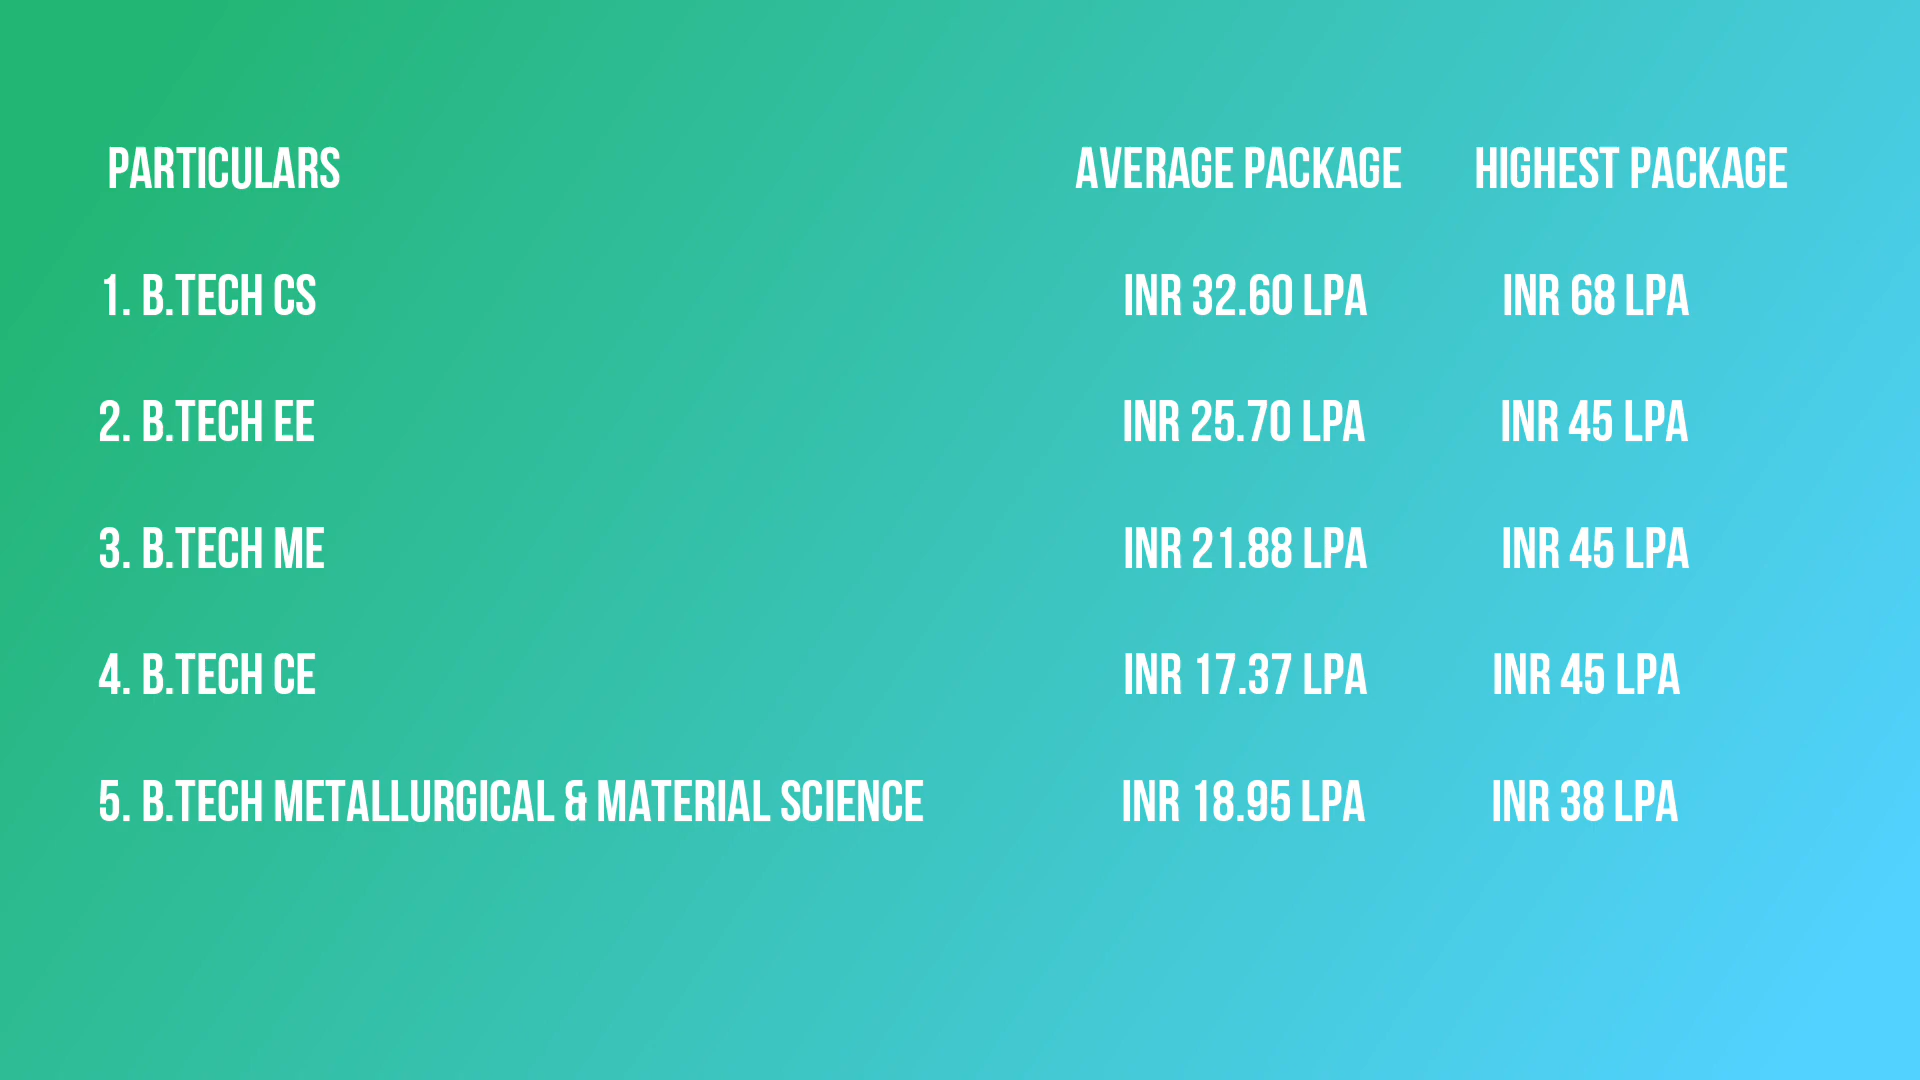 PARTICULARS AVERAGE PACKAGE HIGHEST PACKAGE
1. B.TECH CS INR 32.60 LPA INR 68 LPA
2. B.TECH EE INR 25.70 LPA INR 45 LPA
3. B.TECH ME INR 21.88 LPA INR 45 LPA
4. B.TECH CE INR 17.37 LPA INR 45 LPA
5. B.TECH METALLURGICAL & MATERIAL SCIENCE INR 18.95 LPA INR 38 LPA